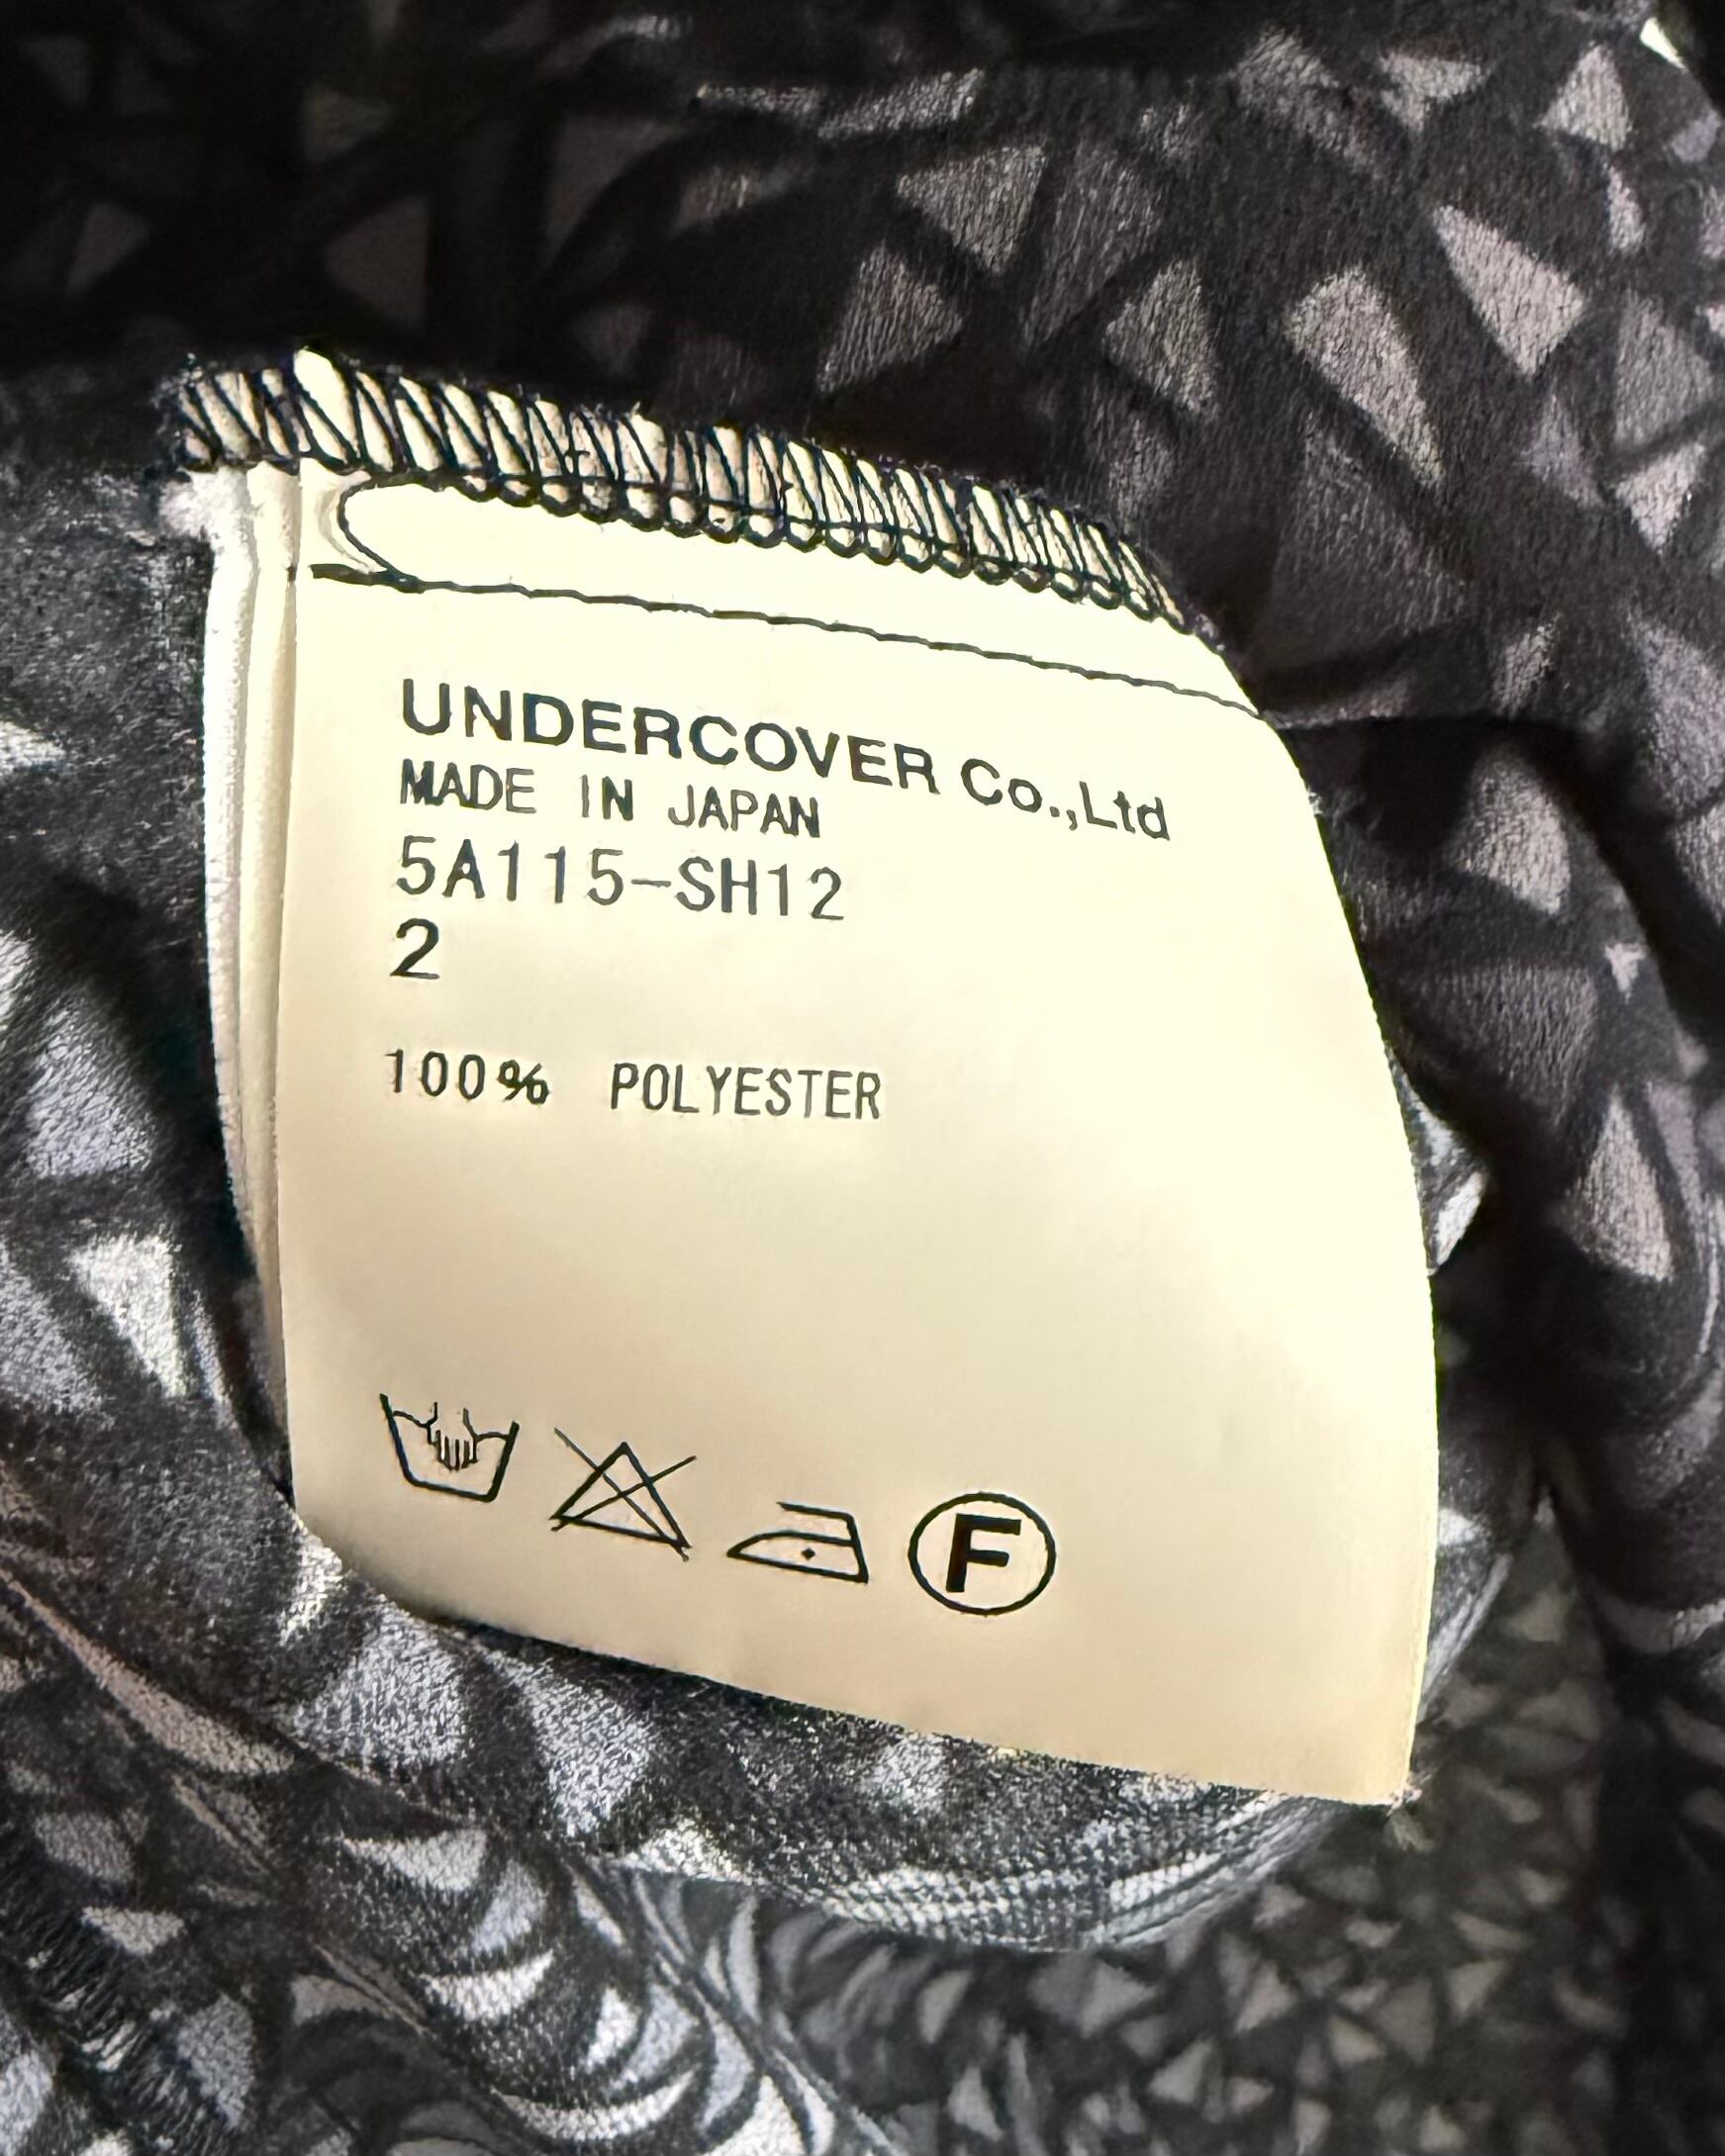 UNDERCOVER Co.,Ltd
MADE IN JAPAN
5A115-SH12
2
100% POLYESTER
F